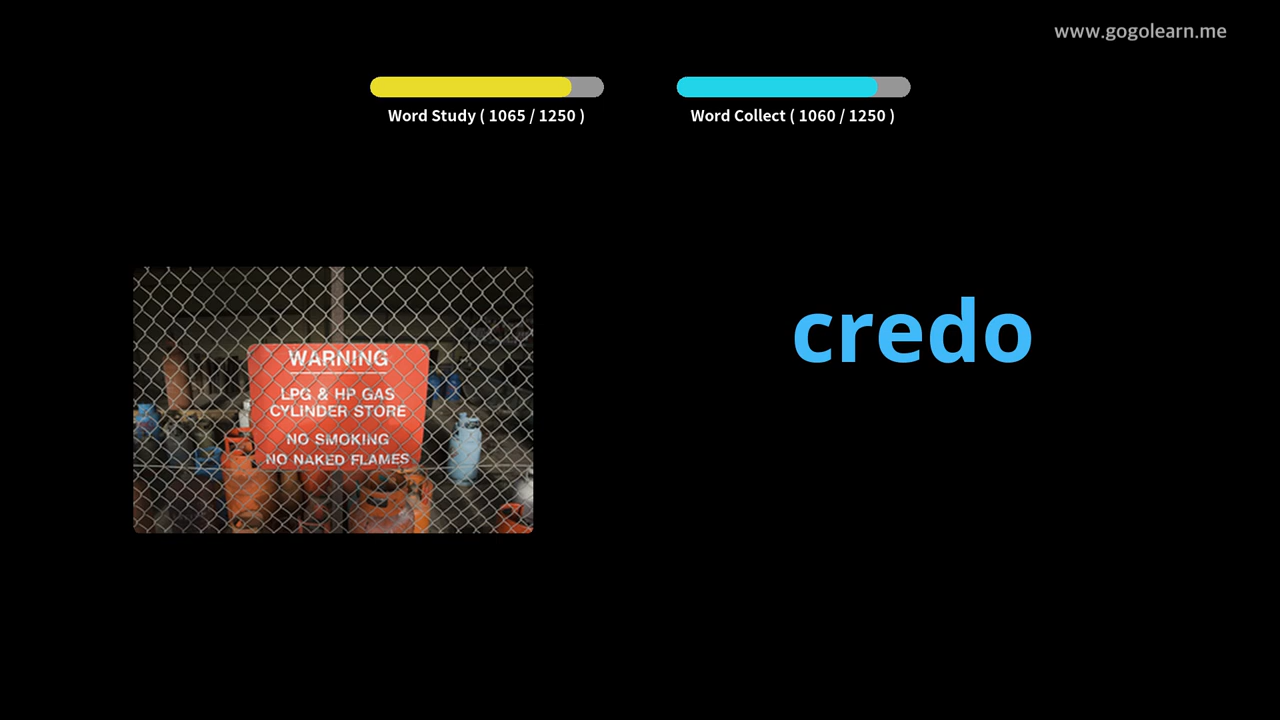 www.gogolearn.me
Word Study ( 1065 / 1250 )
Word Collect ( 1060 / 1250 )
credo
WARNING
LPG & HP GAS
CYLINDER STORE
NO SMOKING
NO NAKED FLAMES